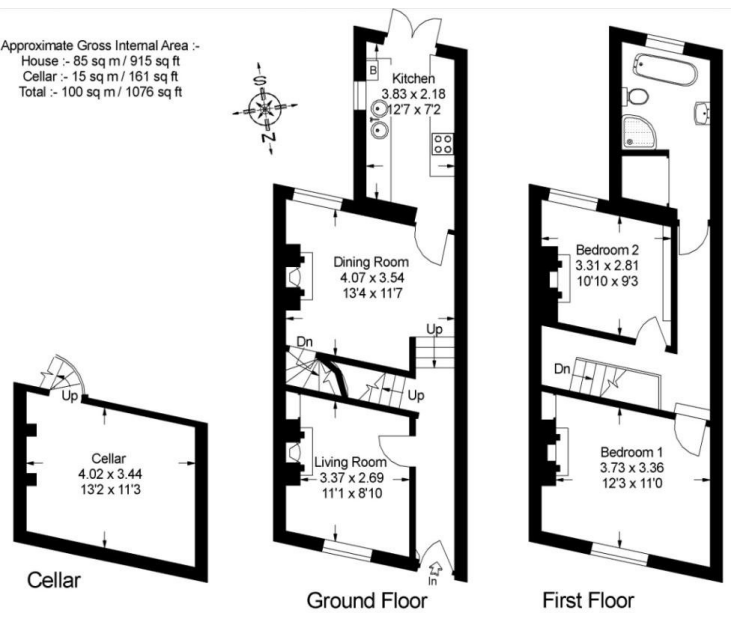 Approximate Gross Internal Area :-
House :- 85 sq m / 915 sq ft
Cellar :- 15 sq m / 161 sq ft
Total :- 100 sq m / 1076 sq ft
S
N
B
Kitchen
3.83 x 2.18
12'7 x 7'2
Dining Room
4.07 x 3.54
13'4 x 11'7
Dn
Up
Up
Living Room
3.37 x 2.69
11'1 x 8'10
In
Ground Floor
Up
Cellar
4.02 x 3.44
13'2 x 11'3
Cellar
Bedroom 2
3.31 x 2.81
10'10 x 9'3
Dn
Bedroom 1
3.73 x 3.36
12'3 x 11'0
First Floor